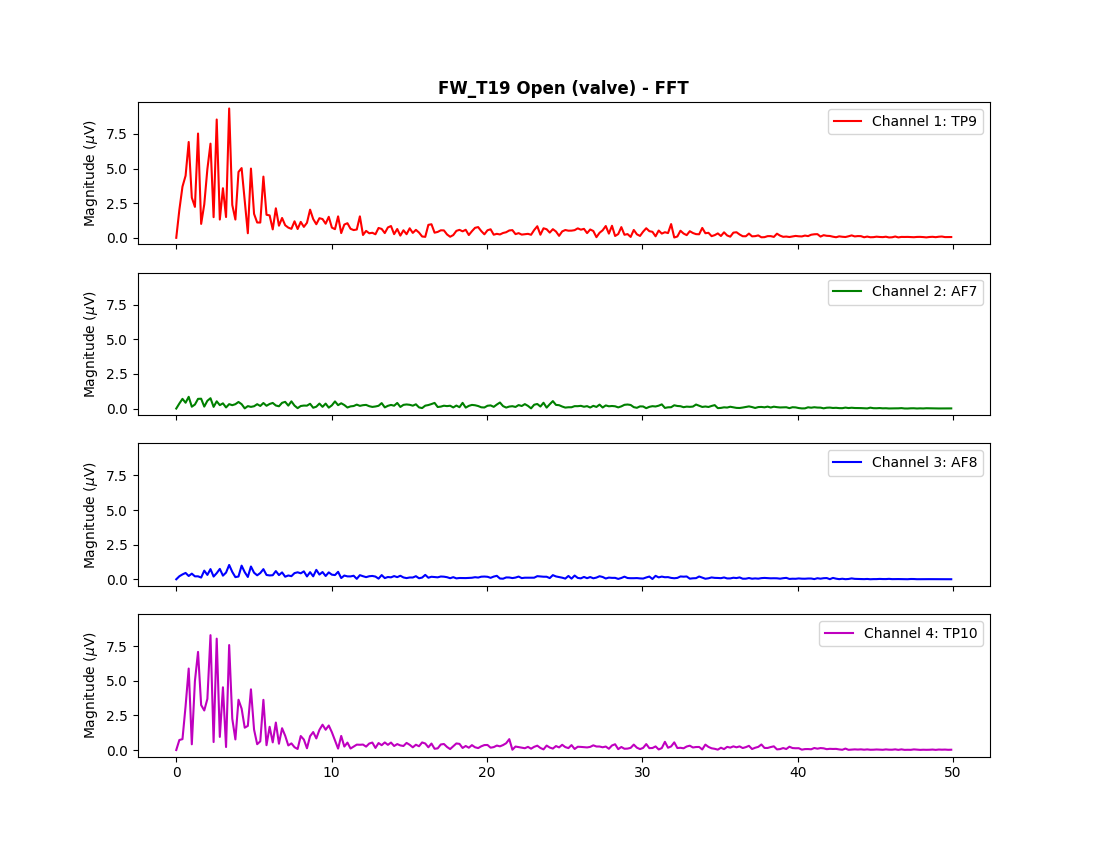 FW_T19 Open (valve) - FFT
Magnitude (μV)
7.5
5.0
2.5
0.0
Channel 1: TP9
Magnitude (μV)
7.5
5.0
2.5
0.0
Channel 2: AF7
Magnitude (μV)
7.5
5.0
2.5
0.0
Channel 3: AF8
Magnitude (μV)
7.5
5.0
2.5
0.0
Channel 4: TP10
0 10 20 30 40 50